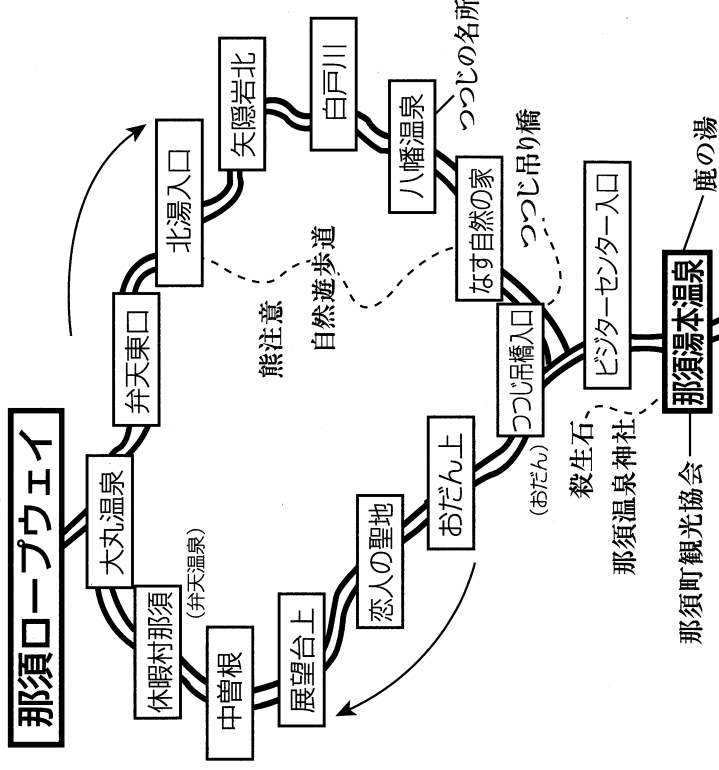 那須ロープウェイ
大丸温泉
弁天東口
北湯入口
矢隠岩北
白戸川
八幡温泉
つつじの名所
なす自然の家
つつじ吊り橋
自然遊歩道
熊注意
休暇村那須
(弁天温泉)
中曽根
展望台上
恋人の聖地
おだん上
つつじ吊橋入口
(おだん)
ビジターセンター入口
殺生石
那須温泉神社
那須湯本温泉
鹿の湯
那須町観光協会